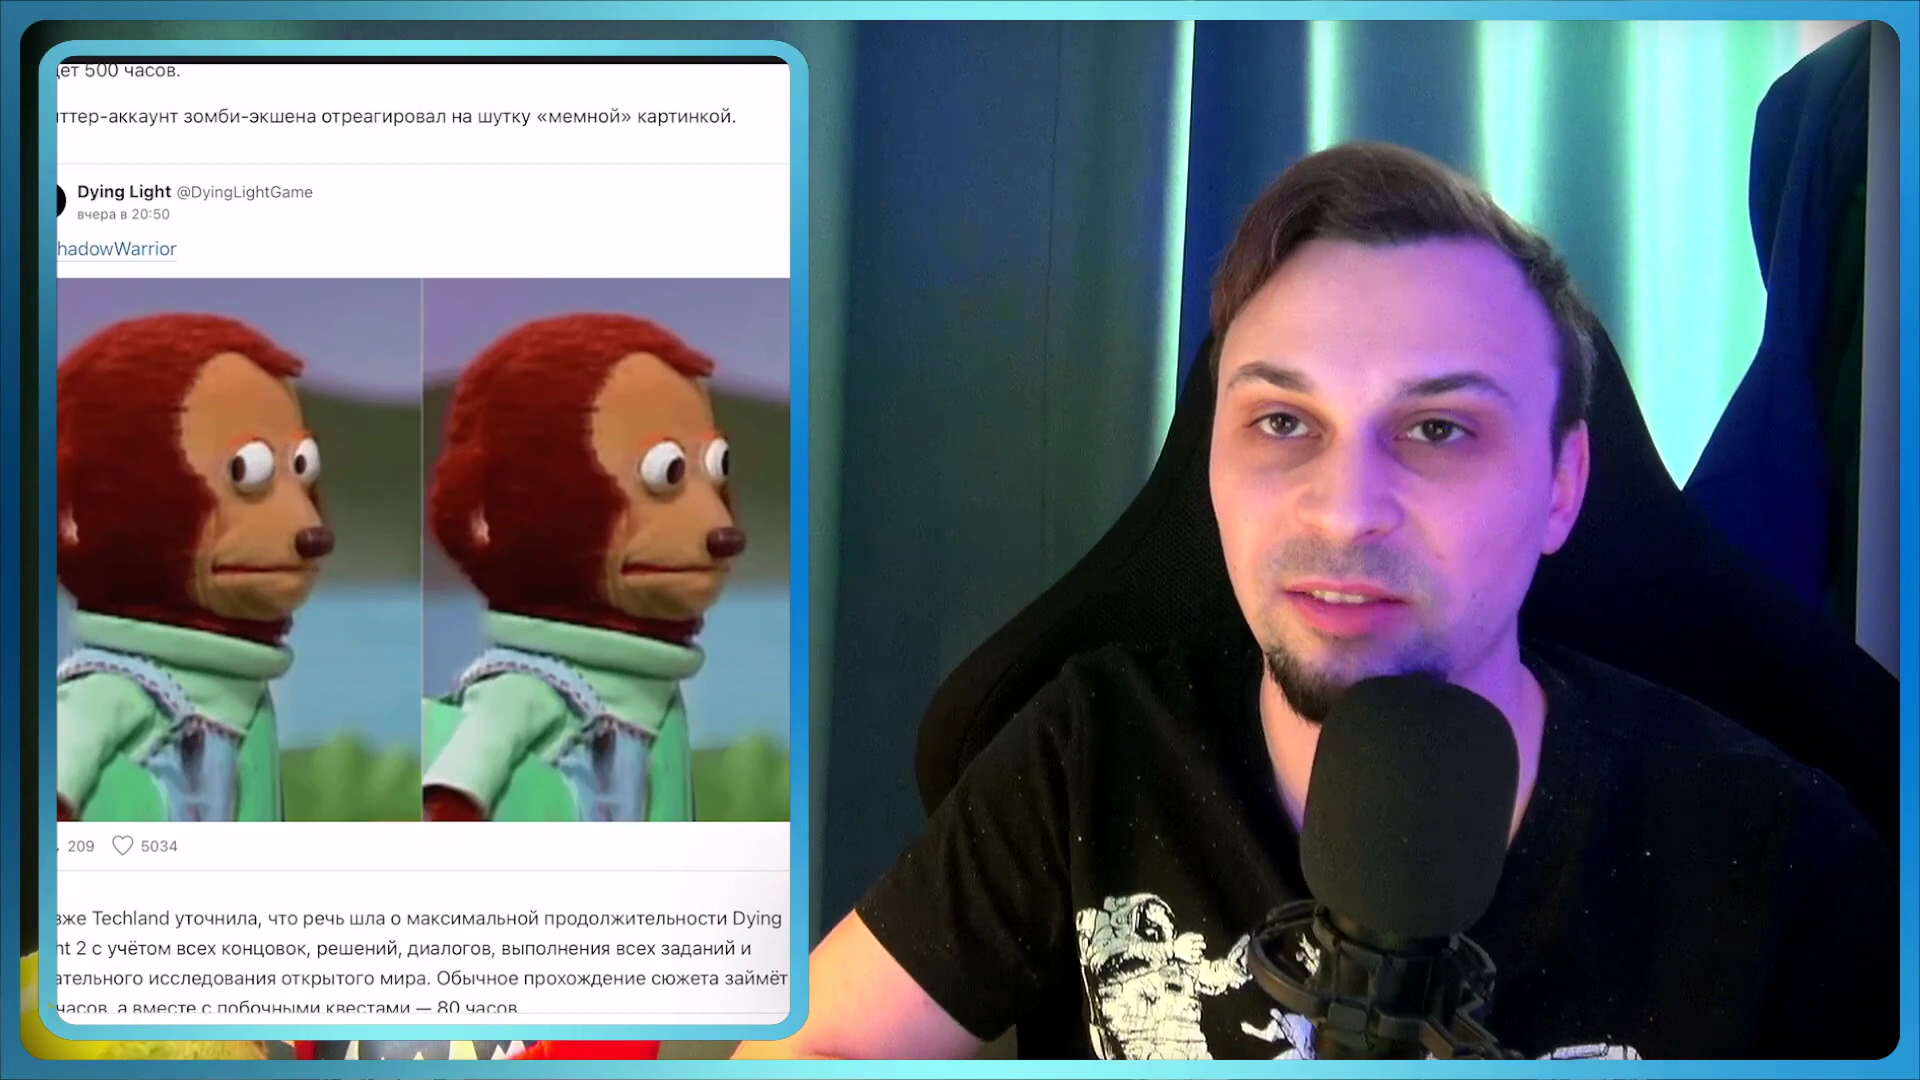 ет 500 часов.
ттер-аккаунт зомби-экшена отреагировал на шутку «мемной» картинкой.
Dying Light @DyingLightGame
вчера в 20:50
hadowWarrior
209 5034
же Techland уточнила, что речь шла о максимальной продолжительности Dying
ht 2 с учётом всех концовок, решений, диалогов, выполнения всех заданий и
ательного исследования открытого мира. Обычное прохождение сюжета займёт
часов, а вместе с побочными квестами — 80 часов